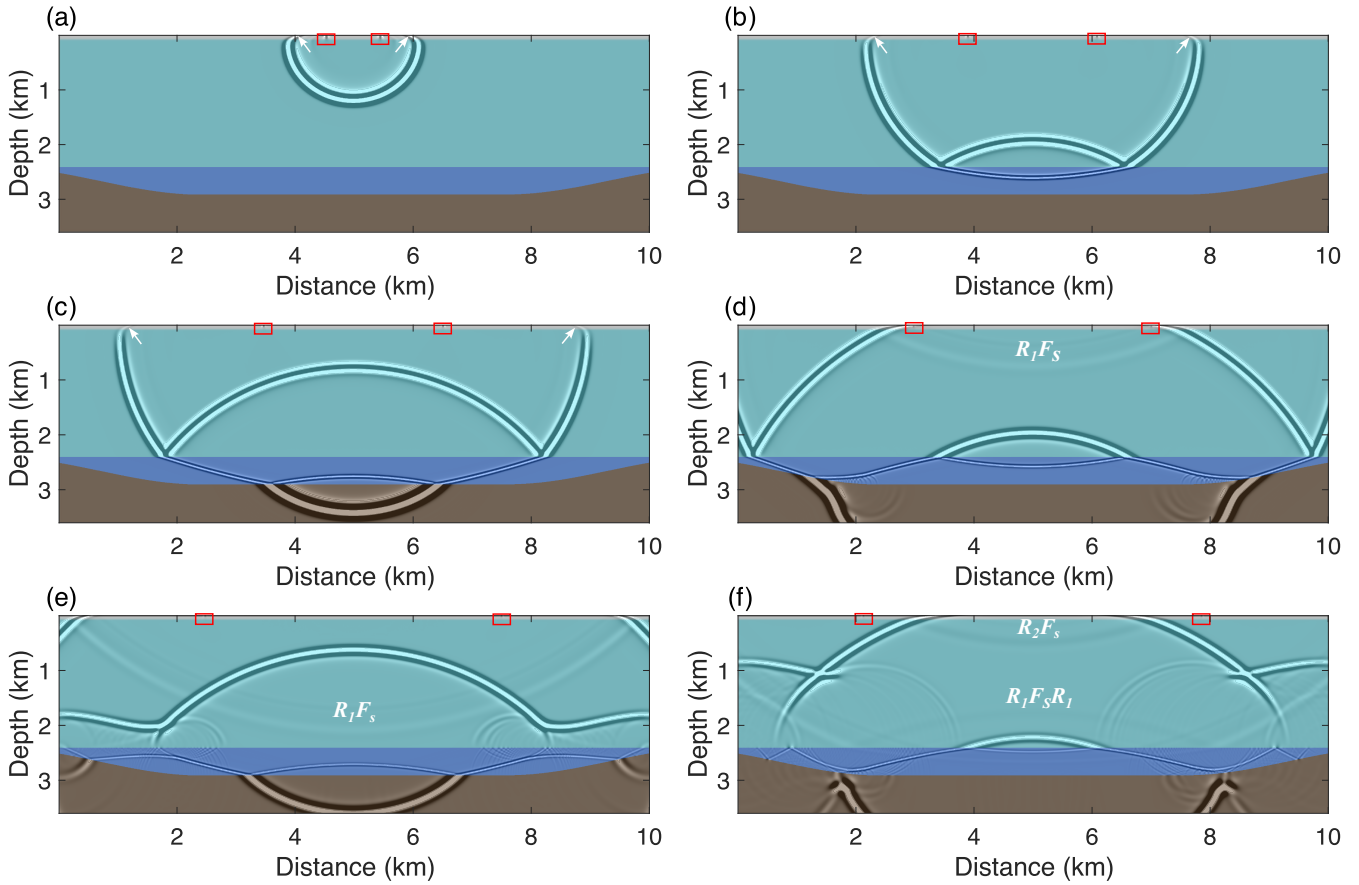 (a)
Depth (km)
1
2
3
2 4 6 8 10
Distance (km)
(b)
Depth (km)
1
2
3
2 4 6 8 10
Distance (km)
(c)
Depth (km)
1
2
3
2 4 6 8 10
Distance (km)
(d)
R₁F_S
Depth (km)
1
2
3
2 4 6 8 10
Distance (km)
(e)
Depth (km)
1
R₁Fₛ
2
3
2 4 6 8 10
Distance (km)
(f)
R₂Fₛ
Depth (km)
1
R₁F_SR₁
2
3
2 4 6 8 10
Distance (km)